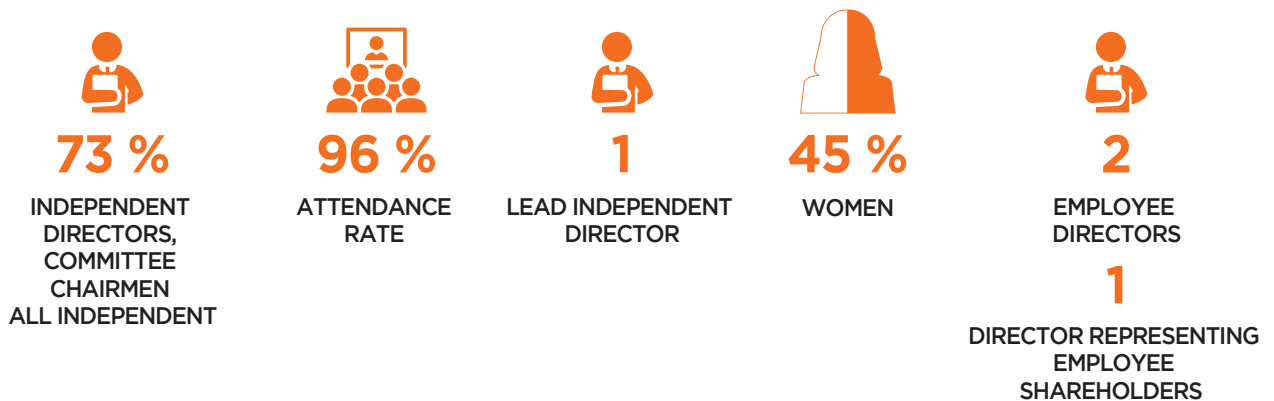 73 %
INDEPENDENT
DIRECTORS,
COMMITTEE
CHAIRMEN
ALL INDEPENDENT
96 %
ATTENDANCE
RATE
1
LEAD INDEPENDENT
DIRECTOR
45 %
WOMEN
2
EMPLOYEE
DIRECTORS
1
DIRECTOR REPRESENTING
EMPLOYEE
SHAREHOLDERS